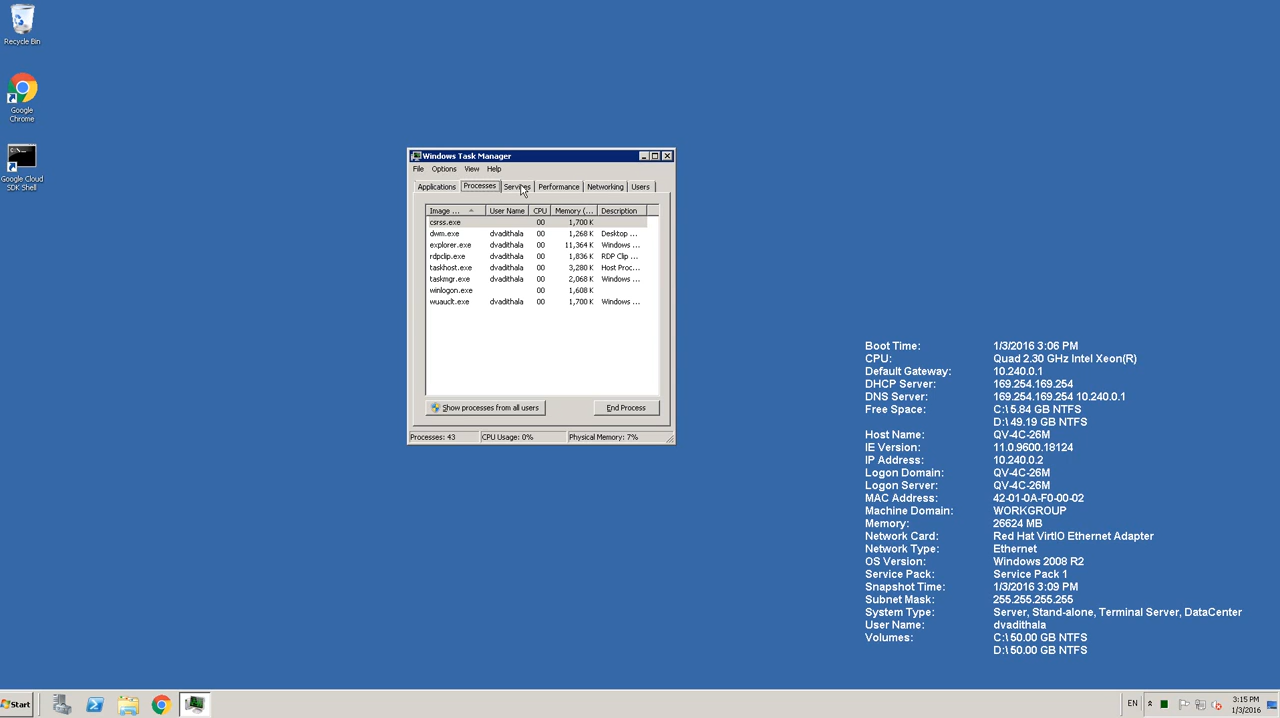 Recycle Bin
Google
Chrome
Google Cloud
SDK Shell
Windows Task Manager
File Options View Help
Applications Processes Services Performance Networking Users
Image ... User Name CPU Memory (... Description
csrss.exe 00 1,700 K
dwm.exe dvadithala 00 1,268 K Desktop ...
explorer.exe dvadithala 00 11,364 K Windows ...
rdpclip.exe dvadithala 00 1,836 K RDP Clip ...
taskhost.exe dvadithala 00 3,280 K Host Proc...
taskmgr.exe dvadithala 00 2,068 K Windows ...
winlogon.exe 00 1,608 K
wuauclt.exe dvadithala 00 1,700 K Windows ...
Show processes from all users End Process
Processes: 43 CPU Usage: 0% Physical Memory: 7%
Boot Time: 1/3/2016 3:06 PM
CPU: Quad 2.30 GHz Intel Xeon(R)
Default Gateway: 10.240.0.1
DHCP Server: 169.254.169.254
DNS Server: 169.254.169.254 10.240.0.1
Free Space: C:\ 5.84 GB NTFS
D:\ 49.19 GB NTFS
Host Name: QV-4C-26M
IE Version: 11.0.9600.18124
IP Address: 10.240.0.2
Logon Domain: QV-4C-26M
Logon Server: QV-4C-26M
MAC Address: 42-01-0A-F0-00-02
Machine Domain: WORKGROUP
Memory: 26624 MB
Network Card: Red Hat VirtIO Ethernet Adapter
Network Type: Ethernet
OS Version: Windows 2008 R2
Service Pack: Service Pack 1
Snapshot Time: 1/3/2016 3:09 PM
Subnet Mask: 255.255.255.255
System Type: Server, Stand-alone, Terminal Server, DataCenter
User Name: dvadithala
Volumes: C:\ 50.00 GB NTFS
D:\ 50.00 GB NTFS
Start
EN
3:15 PM
1/3/2016